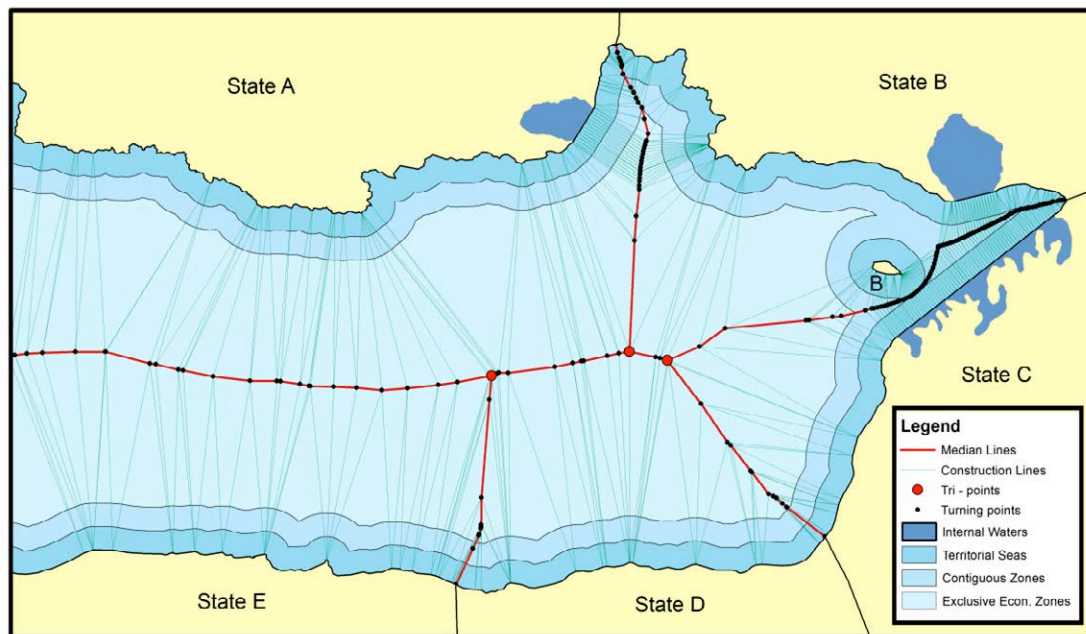 State A
State B
B
State C
Legend
Median Lines
Construction Lines
Tri - points
Turning points
Internal Waters
Territorial Seas
Contiguous Zones
Exclusive Econ. Zones
State E
State D